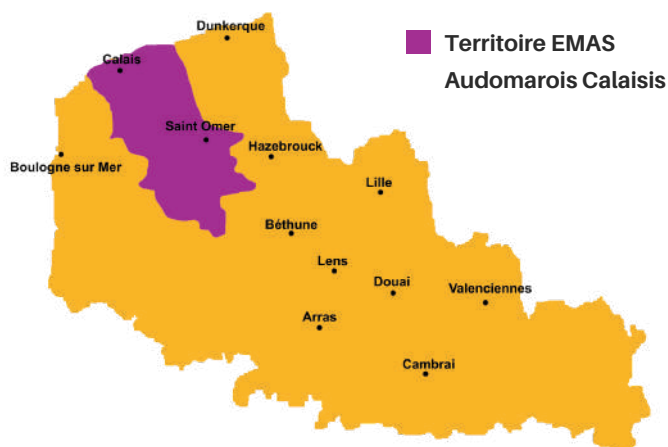 Dunkerque
Territoire EMAS
Audomarois Calaisis
Calais
Saint Omer
Hazebrouck
Boulogne sur Mer
Lille
Béthune
Lens
Douai
Valenciennes
Arras
Cambrai